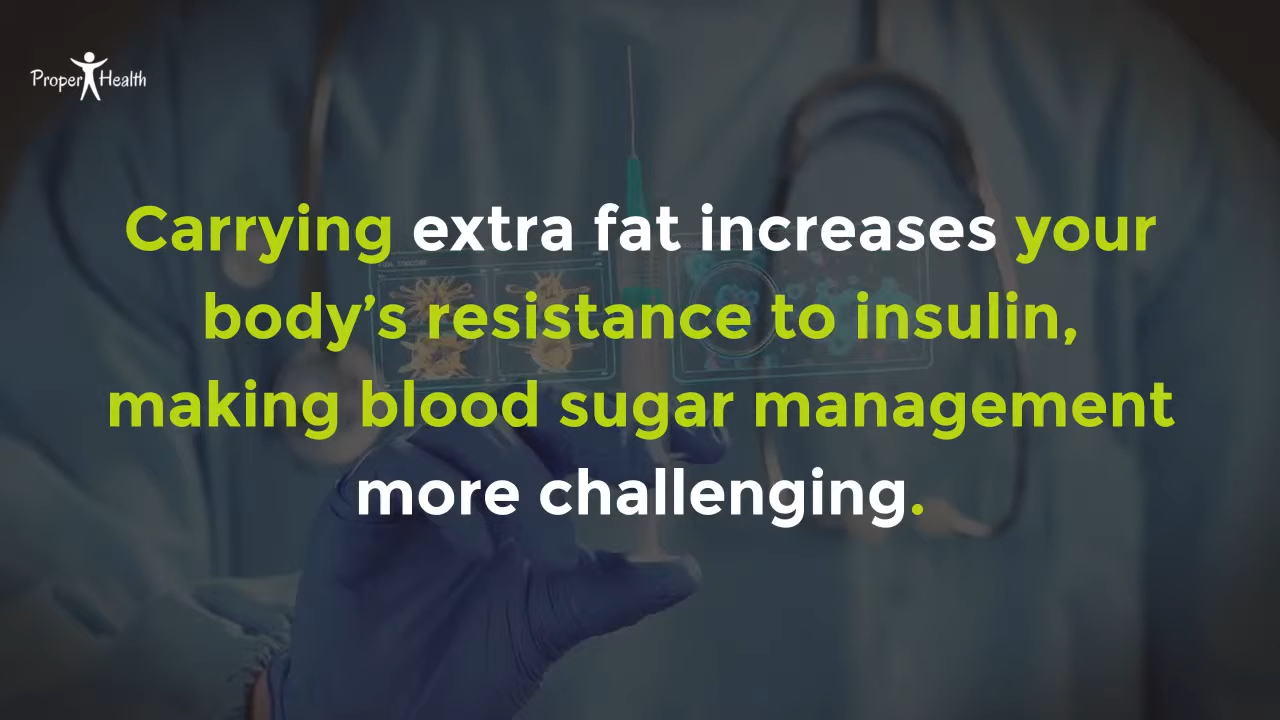 Proper Health
Carrying extra fat increases your
body’s resistance to insulin,
making blood sugar management
more challenging.